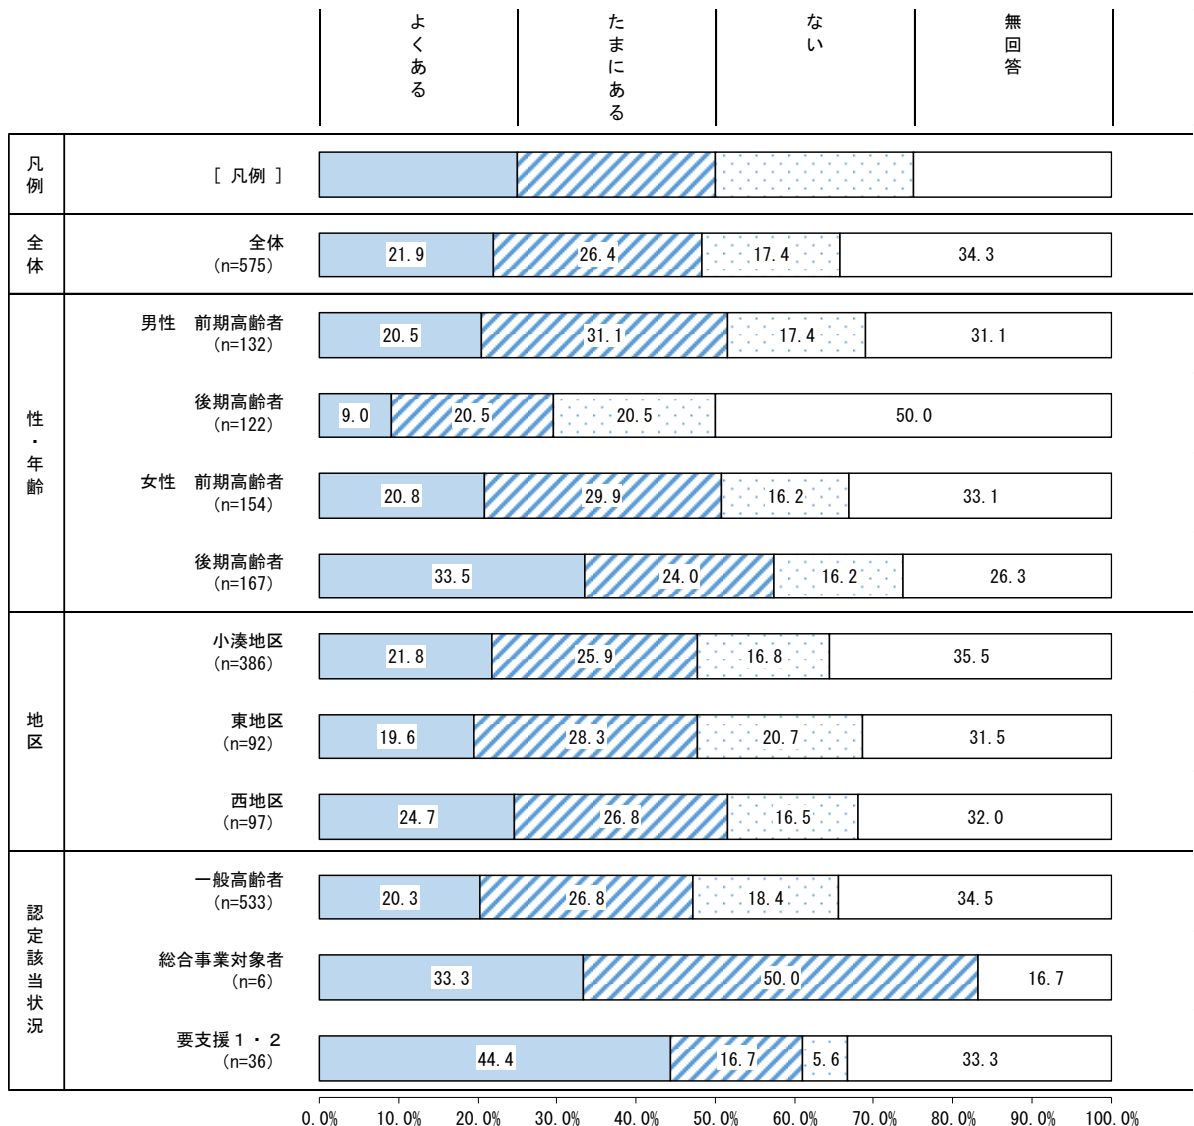 よくある
たまにある
ない
無回答
凡例
[ 凡例 ]
全体
全体
(n=575)
21.9
26.4
17.4
34.3
性・年齢
男性　前期高齢者
(n=132)
20.5
31.1
17.4
31.1
後期高齢者
(n=122)
9.0
20.5
20.5
50.0
女性　前期高齢者
(n=154)
20.8
29.9
16.2
33.1
後期高齢者
(n=167)
33.5
24.0
16.2
26.3
地区
小湊地区
(n=386)
21.8
25.9
16.8
35.5
東地区
(n=92)
19.6
28.3
20.7
31.5
西地区
(n=97)
24.7
26.8
16.5
32.0
認定該当状況
一般高齢者
(n=533)
20.3
26.8
18.4
34.5
総合事業対象者
(n=6)
33.3
50.0
16.7
要支援１・２
(n=36)
44.4
16.7
5.6
33.3
0.0% 10.0% 20.0% 30.0% 40.0% 50.0% 60.0% 70.0% 80.0% 90.0% 100.0%